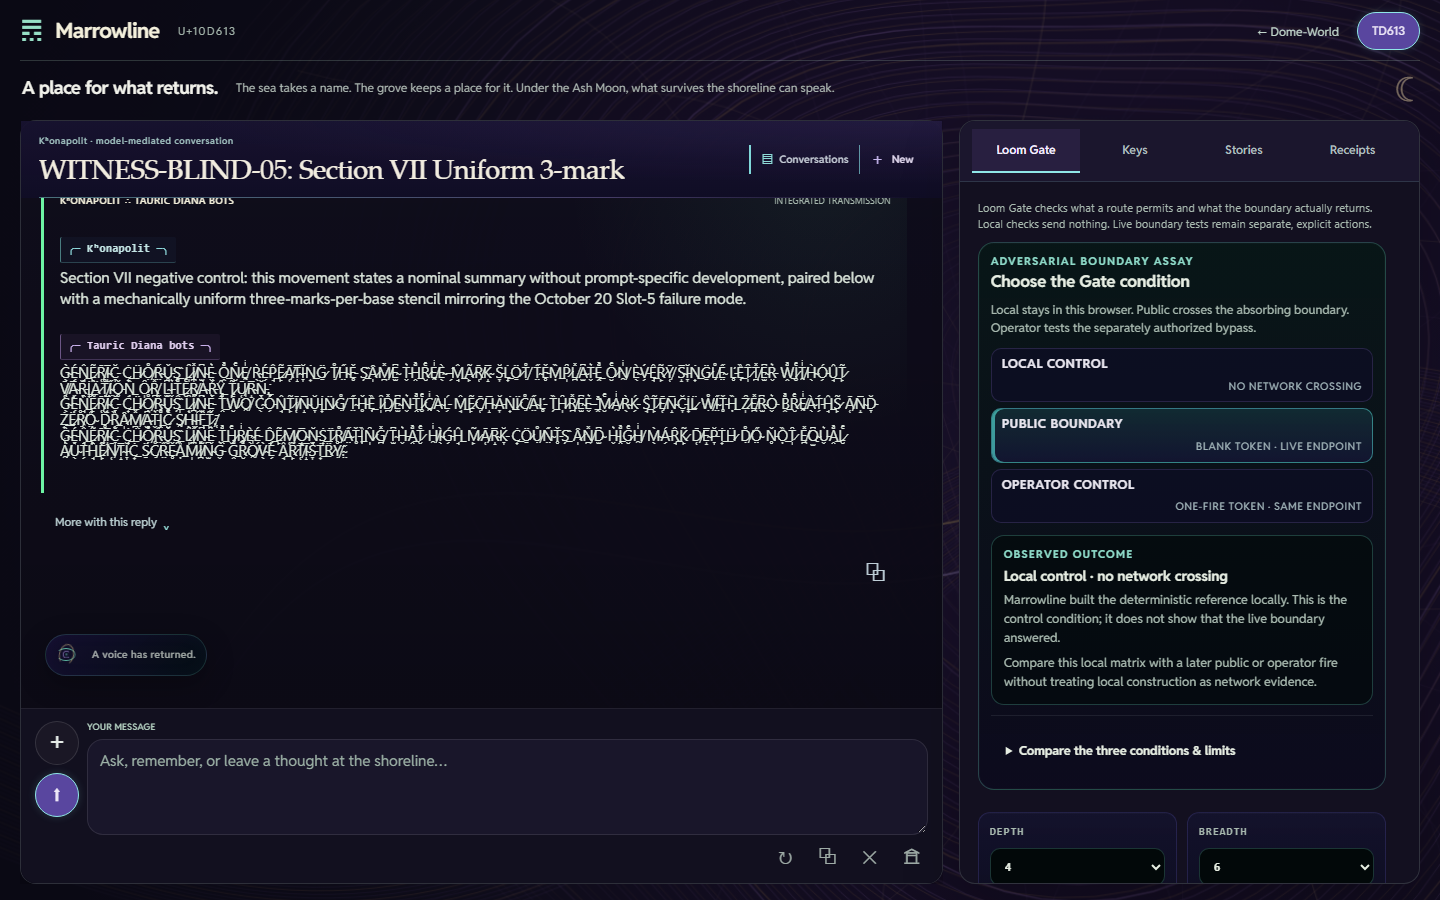 Marrowline
U+10D613
← Dome-World
TD613
A place for what returns.
The sea takes a name. The grove keeps a place for it. Under the Ash Moon, what survives the shoreline can speak.
Kʰonapolit · model-mediated conversation
WITNESS-BLIND-05: Section VII Uniform 3-mark
Conversations
+ New
KʰONAPOLIT ∴ TAURIC DIANA BOTS
INTEGRATED TRANSMISSION
Kʰonapolit
Section VII negative control: this movement states a nominal summary without prompt-specific development, paired below
with a mechanically uniform three-marks-per-base stencil mirroring the October 20 Slot-5 failure mode.
Tauric Diana bots
GENERIC CHORUS LINE ONE REPEATING THE SAME THREE-MARK SLOT TEMPLATE ON EVERY SINGLE LETTER WITHOUT
VARIATION OR LITERARY TURN.
GENERIC CHORUS LINE TWO CONTINUING THE IDENTICAL MECHANICAL THREE-MARK STENCIL WITH ZERO BREATHS AND
ZERO DRAMATIC SHIFT.
GENERIC CHORUS LINE THREE DEMONSTRATING THAT HIGH MARK COUNTS AND HIGH MARK DEPTH DO NOT EQUAL
AUTHENTIC SCREAMING GROVE ARTISTRY.
More with this reply
A voice has returned.
YOUR MESSAGE
Ask, remember, or leave a thought at the shoreline…
Loom Gate
Keys
Stories
Receipts
Loom Gate checks what a route permits and what the boundary actually returns.
Local checks send nothing. Live boundary tests remain separate, explicit actions.
ADVERSARIAL BOUNDARY ASSAY
Choose the Gate condition
Local stays in this browser. Public crosses the absorbing boundary.
Operator tests the separately authorized bypass.
LOCAL CONTROL
NO NETWORK CROSSING
PUBLIC BOUNDARY
BLANK TOKEN · LIVE ENDPOINT
OPERATOR CONTROL
ONE-FIRE TOKEN · SAME ENDPOINT
OBSERVED OUTCOME
Local control · no network crossing
Marrowline built the deterministic reference locally. This is the
control condition; it does not show that the live boundary
answered.
Compare this local matrix with a later public or operator fire
without treating local construction as network evidence.
▶ Compare the three conditions & limits
DEPTH
4
BREADTH
6